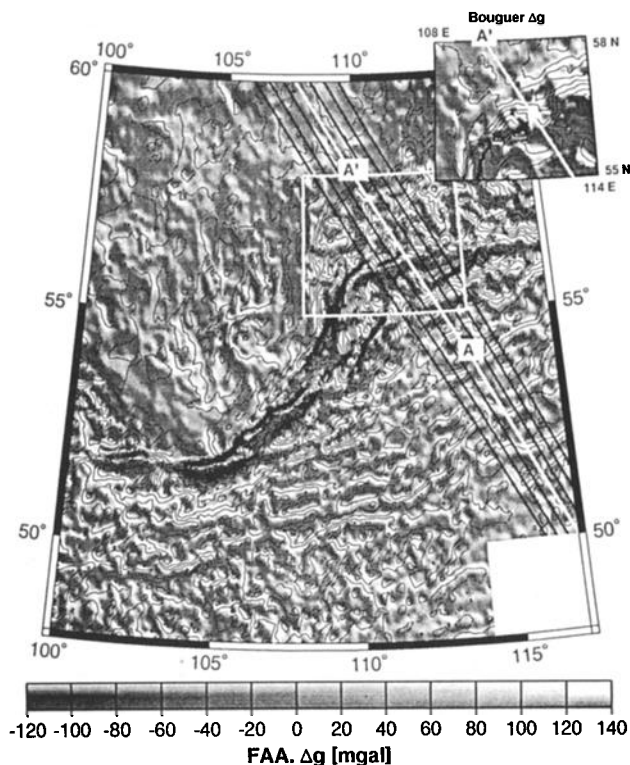 Bouguer Δg
108 E A' 58 N
100° 105° 110°
60°
55 N
114 E
A'
55° 55°
A
50° 50°
100° 105° 110° 115°
-120 -100 -80 -60 -40 -20 0 20 40 60 80 100 120 140
FAA. Δg [mgal]